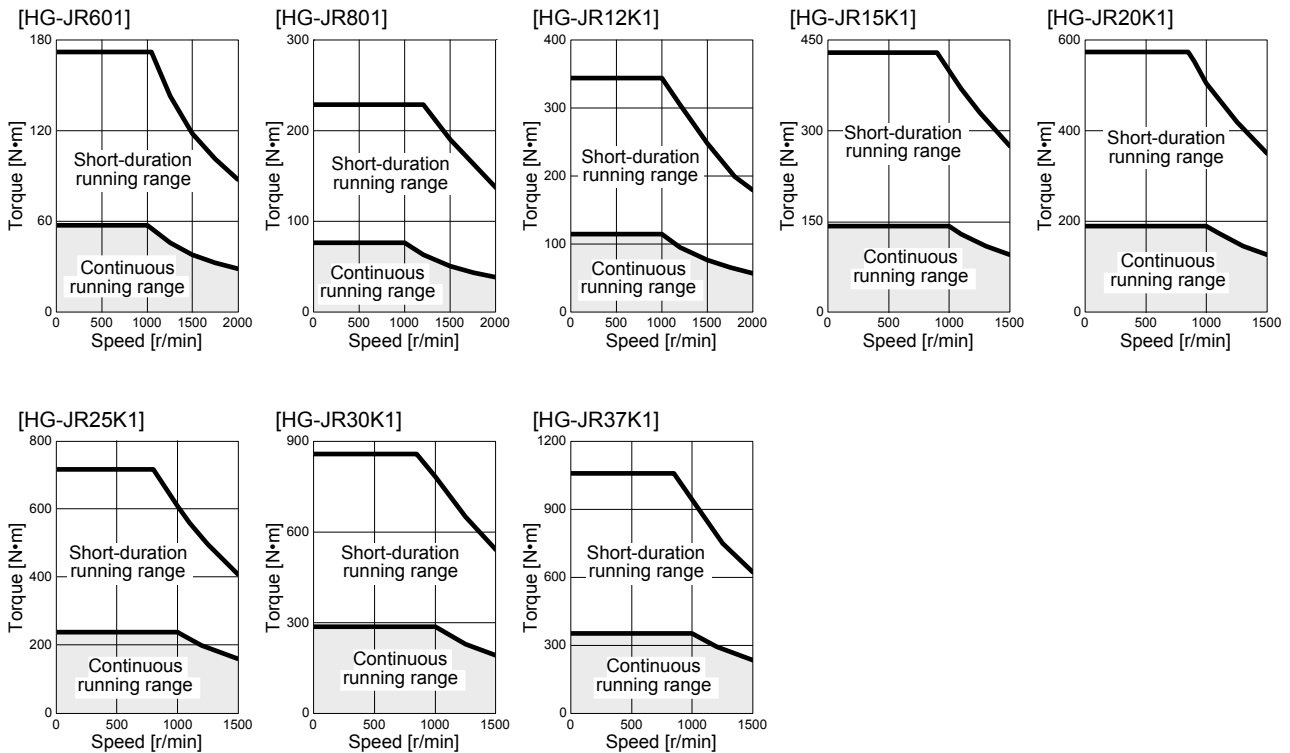 [HG-JR601]
180
120
60
0
Torque [N•m]
Short-duration
running range
Continuous
running range
0 500 1000 1500 2000
Speed [r/min]
[HG-JR801]
300
200
100
0
Torque [N•m]
Short-duration
running range
Continuous
running range
0 500 1000 1500 2000
Speed [r/min]
[HG-JR12K1]
400
300
200
100
0
Torque [N•m]
Short-duration
running range
Continuous
running range
0 500 1000 1500 2000
Speed [r/min]
[HG-JR15K1]
450
300
150
0
Torque [N•m]
Short-duration
running range
Continuous
running range
0 500 1000 1500
Speed [r/min]
[HG-JR20K1]
600
400
200
0
Torque [N•m]
Short-duration
running range
Continuous
running range
0 500 1000 1500
Speed [r/min]
[HG-JR25K1]
800
600
400
200
0
Torque [N•m]
Short-duration
running range
Continuous
running range
0 500 1000 1500
Speed [r/min]
[HG-JR30K1]
900
600
300
0
Torque [N•m]
Short-duration
running range
Continuous
running range
0 500 1000 1500
Speed [r/min]
[HG-JR37K1]
1200
900
600
300
0
Torque [N•m]
Short-duration
running range
Continuous
running range
0 500 1000 1500
Speed [r/min]